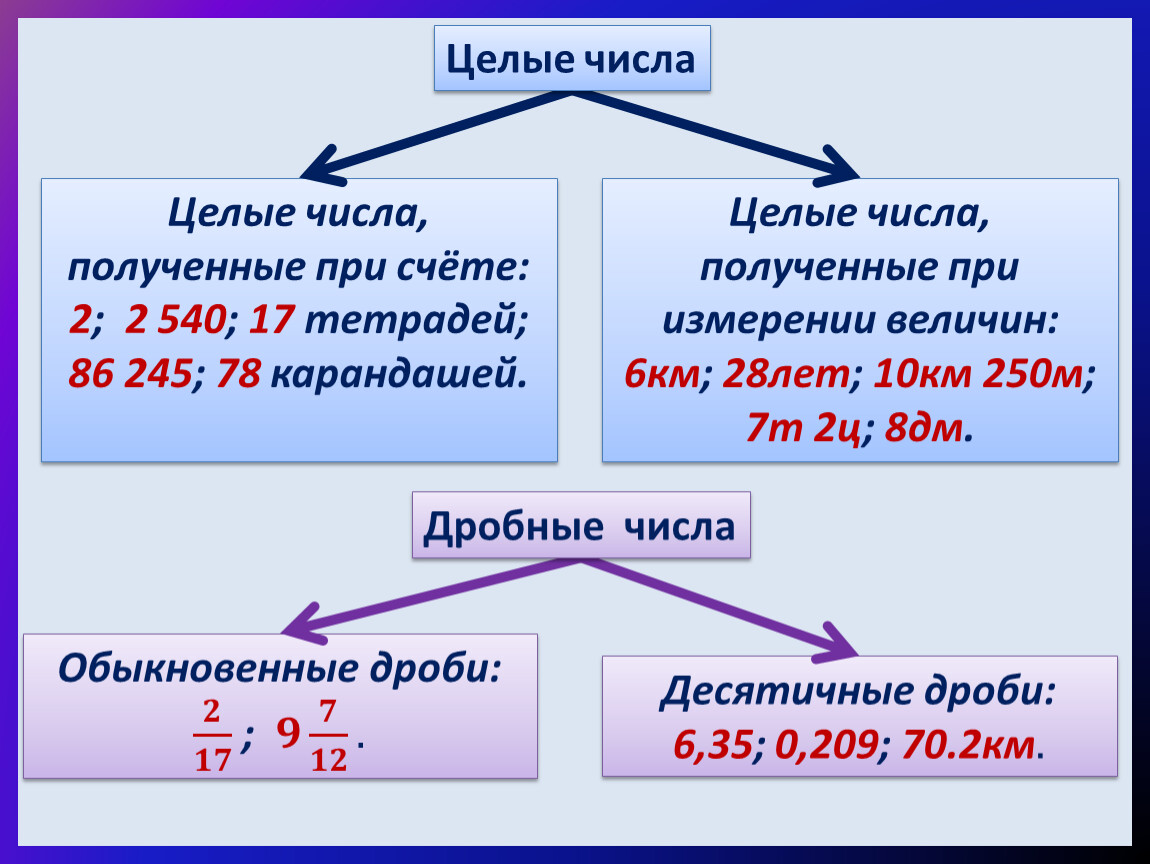 Целые числа
Целые числа,
полученные при счёте:
2; 2 540; 17 тетрадей;
86 245; 78 карандашей.
Целые числа,
полученные при
измерении величин:
6км; 28лет; 10км 250м;
7т 2ц; 8дм.
Дробные числа
Обыкновенные дроби:
2/17 ; 9 7/12 .
Десятичные дроби:
6,35; 0,209; 70.2км.